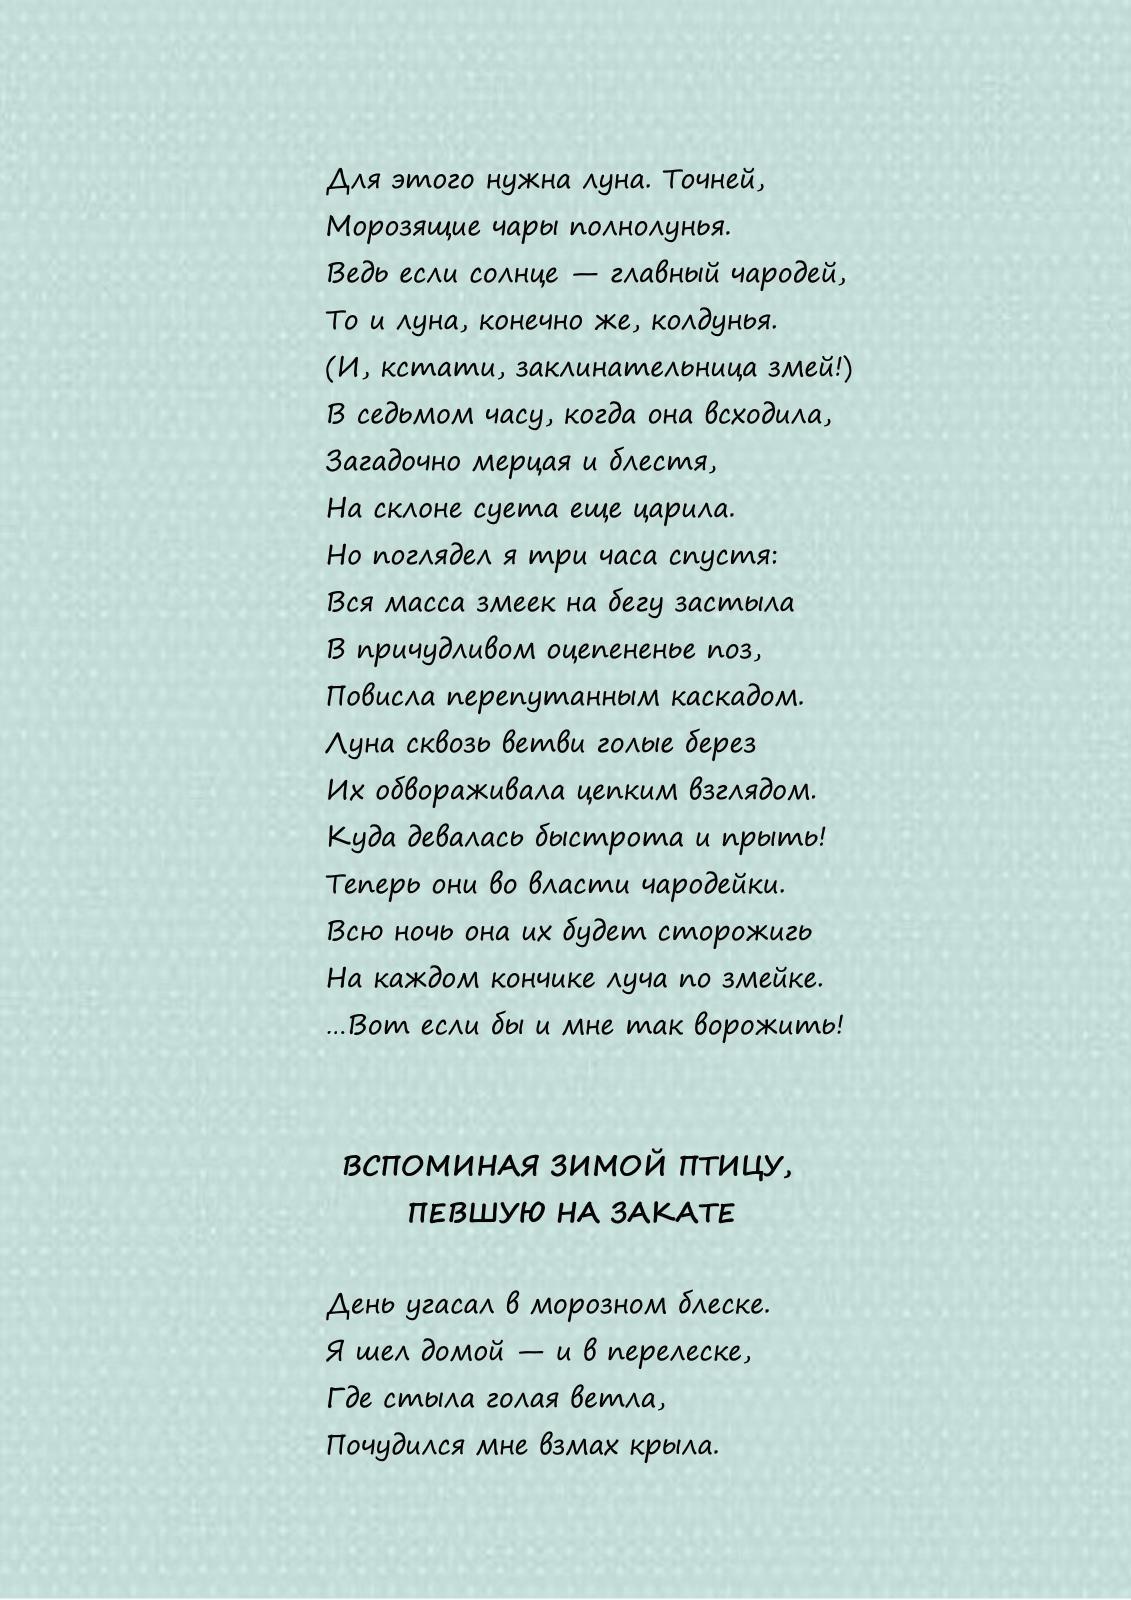 Для этого нужна луна. Точней,
Морозящие чары полнолунья.
Ведь если солнце — главный чародей,
То и луна, конечно же, колдунья.
(И, кстати, заклинательница змей!)
В седьмом часу, когда она всходила,
Загадочно мерцая и блестя,
На склоне суета еще царила.
Но поглядел я три часа спустя:
Вся масса змеек на бегу застыла
В причудливом оцепененье поз,
Повисла перепутанным каскадом.
Луна сквозь ветви голые берез
Их обвораживала цепким взглядом.
Куда девалась быстрота и прыть!
Теперь они во власти чародейки.
Всю ночь она их будет сторожигь
На каждом кончике луча по змейке.
...Вот если бы и мне так ворожить!
ВСПОМИНАЯ ЗИМОЙ ПТИЦУ,
ПЕВШУЮ НА ЗАКАТЕ
День угасал в морозном блеске.
Я шел домой — и в перелеске,
Где стыла голая ветла,
Почудился мне взмах крыла.